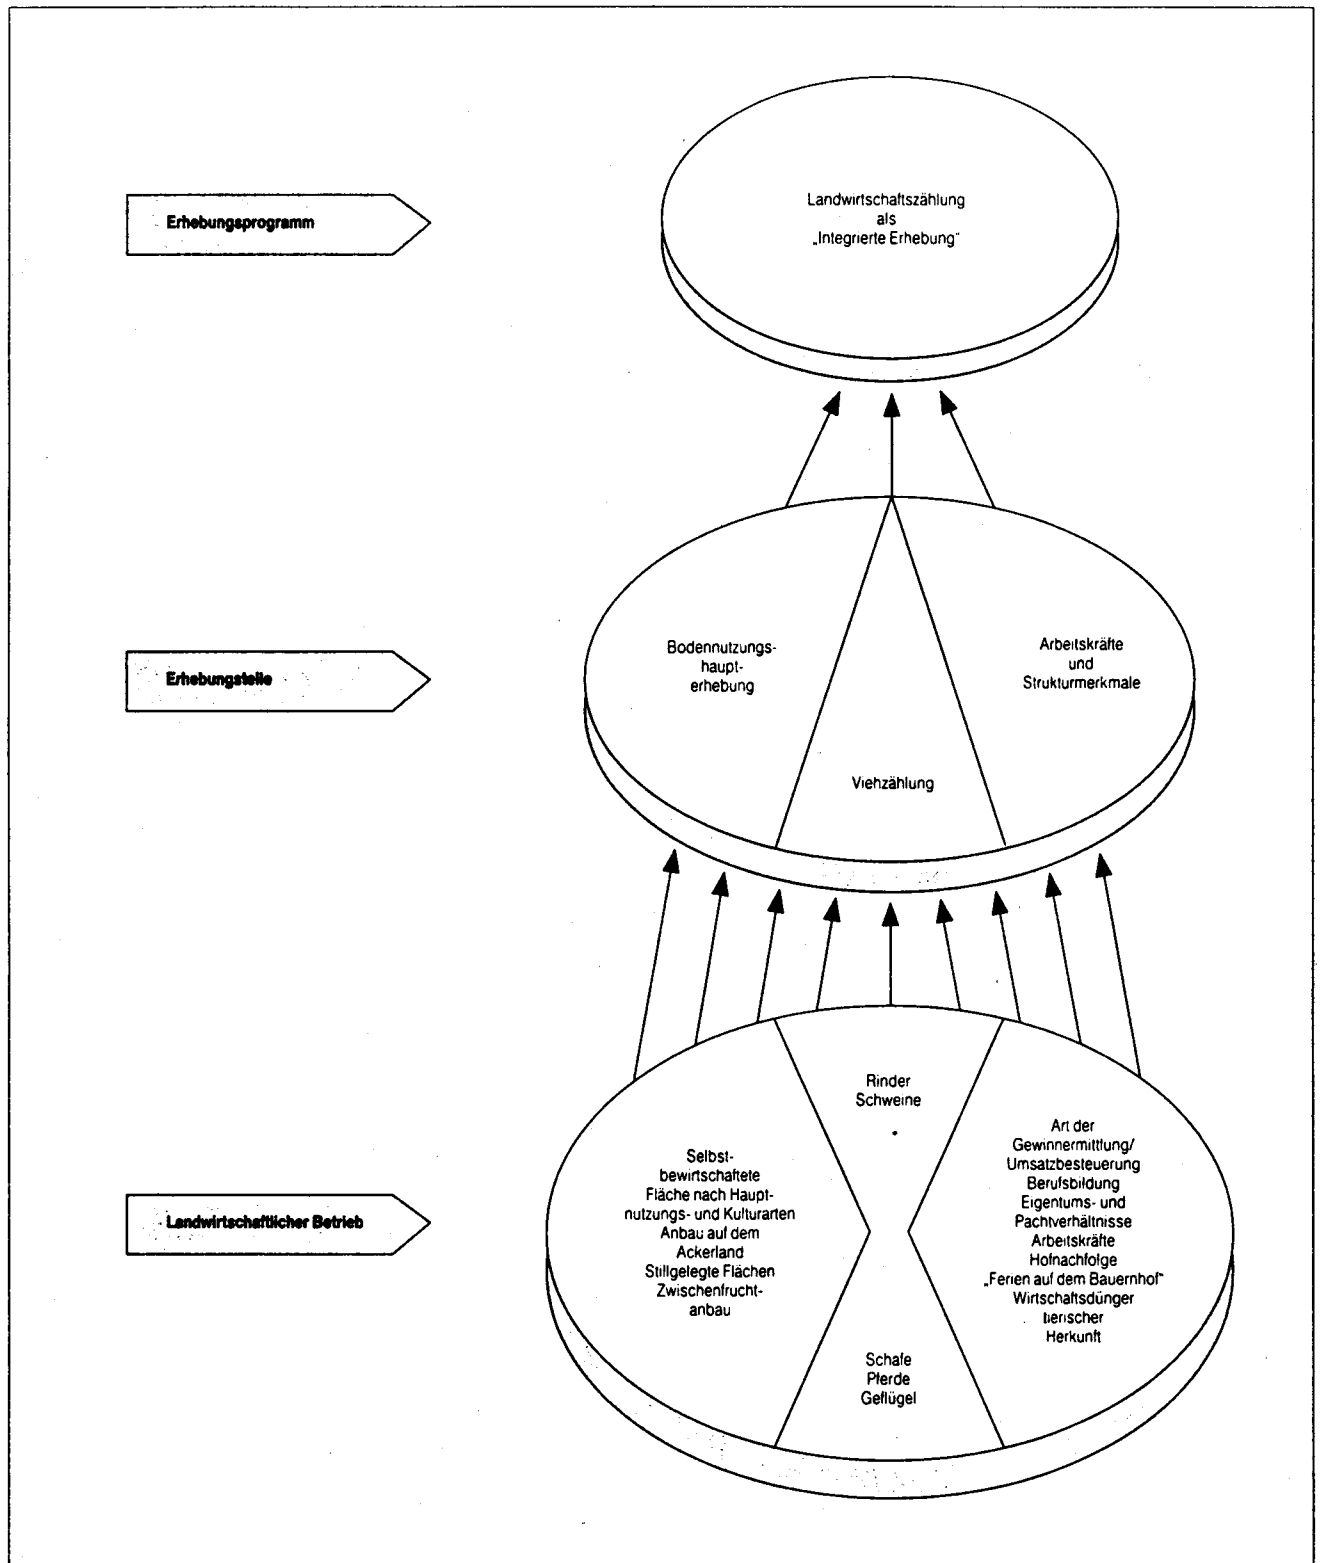 Erhebungsprogramm
Landwirtschaftszählung
als
„Integrierte Erhebung"
Erhebungsteile
Bodennutzungs-
haupt-
erhebung
Viehzählung
Arbeitskräfte
und
Strukturmerkmale
Landwirtschaftlicher Betrieb
Selbst-
bewirtschaftete
Fläche nach Haupt-
nutzungs- und Kulturarten
Anbau auf dem
Ackerland
Stillgelegte Flächen
Zwischenfrucht-
anbau
Rinder
Schweine
Schafe
Pferde
Geflügel
Art der
Gewinnermittlung/
Umsatzbesteuerung
Berufsbildung
Eigentums- und
Pachtverhältnisse
Arbeitskräfte
Hofnachfolge
„Ferien auf dem Bauernhof"
Wirtschaftsdünger
tierischer
Herkunft